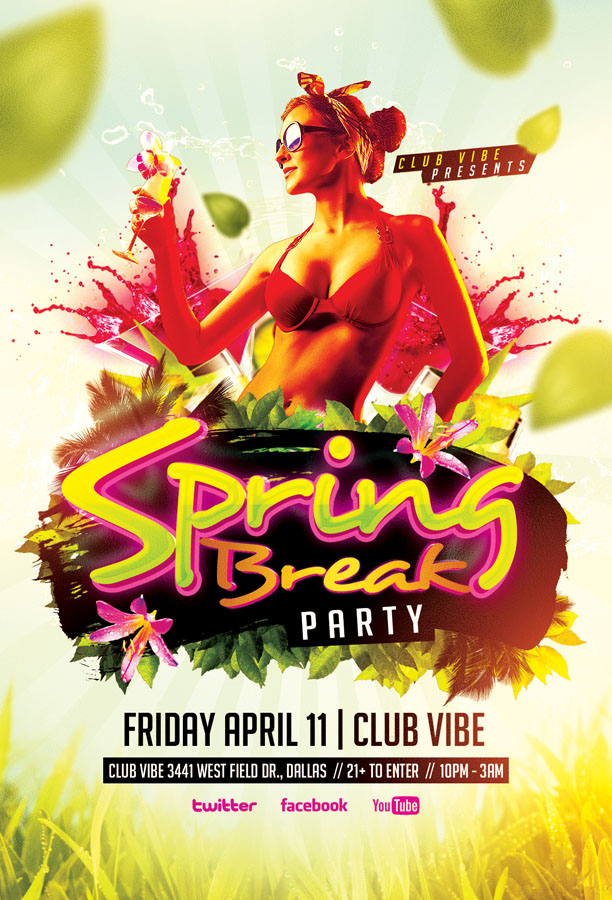 CLUB VIBE
PRESENTS
Spring
Break
PARTY
FRIDAY APRIL 11 | CLUB VIBE
CLUB VIBE 3441 WEST FIELD DR., DALLAS // 21+ TO ENTER // 10PM - 3AM
twitter facebook YouTube